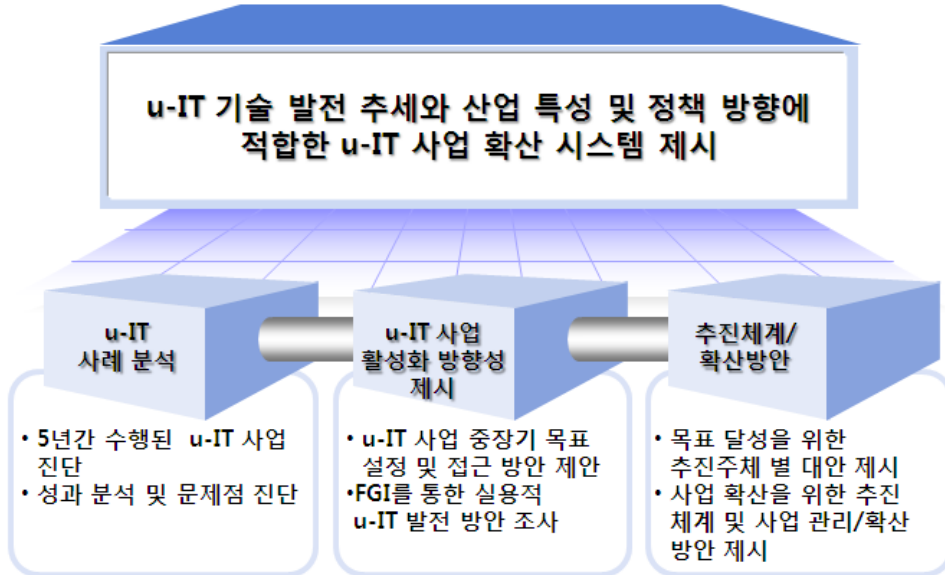 u-IT 기술 발전 추세와 산업 특성 및 정책 방향에
적합한 u-IT 사업 확산 시스템 제시
u-IT
사례 분석
• 5년간 수행된 u-IT 사업
진단
• 성과 분석 및 문제점 진단
u-IT 사업
활성화 방향성
제시
• u-IT 사업 중장기 목표
설정 및 접근 방안 제안
•FGI를 통한 실용적
u-IT 발전 방안 조사
추진체계/
확산방안
• 목표 달성을 위한
추진주체 별 대안 제시
• 사업 확산을 위한 추진
체계 및 사업 관리/확산
방안 제시